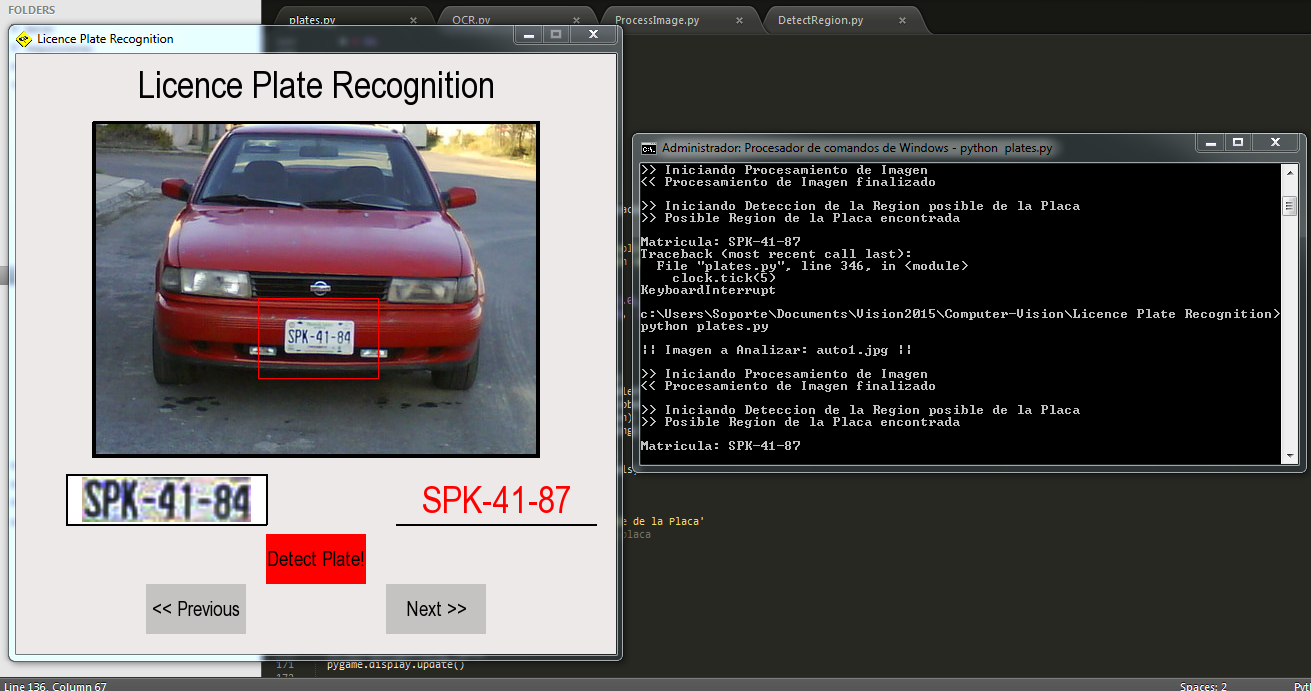 FOLDERS
plates.py
OCR.py
ProcessImage.py
DetectRegion.py
Licence Plate Recognition
Licence Plate Recognition
SPK-41-84
SPK-41-84
SPK-41-87
Detect Plate!
<< Previous
Next >>
Administrador: Procesador de comandos de Windows - python  plates.py
>> Iniciando Procesamiento de Imagen
<< Procesamiento de Imagen finalizado
>> Iniciando Deteccion de la Region posible de la Placa
>> Posible Region de la Placa encontrada
Matricula: SPK-41-87
Traceback (most recent call last):
File "plates.py", line 346, in <module>
clock.tick(5)
KeyboardInterrupt
c:\Users\Soporte\Documents\Vision2015\Computer-Vision\Licence Plate Recognition>
python plates.py
|| Imagen a Analizar: auto1.jpg ||
>> Iniciando Procesamiento de Imagen
<< Procesamiento de Imagen finalizado
>> Iniciando Deteccion de la Region posible de la Placa
>> Posible Region de la Placa encontrada
Matricula: SPK-41-87
e de la Placa'
placa
171
pygame.display.update()
172
Line 136, Column 67
Spaces: 2
Pyt